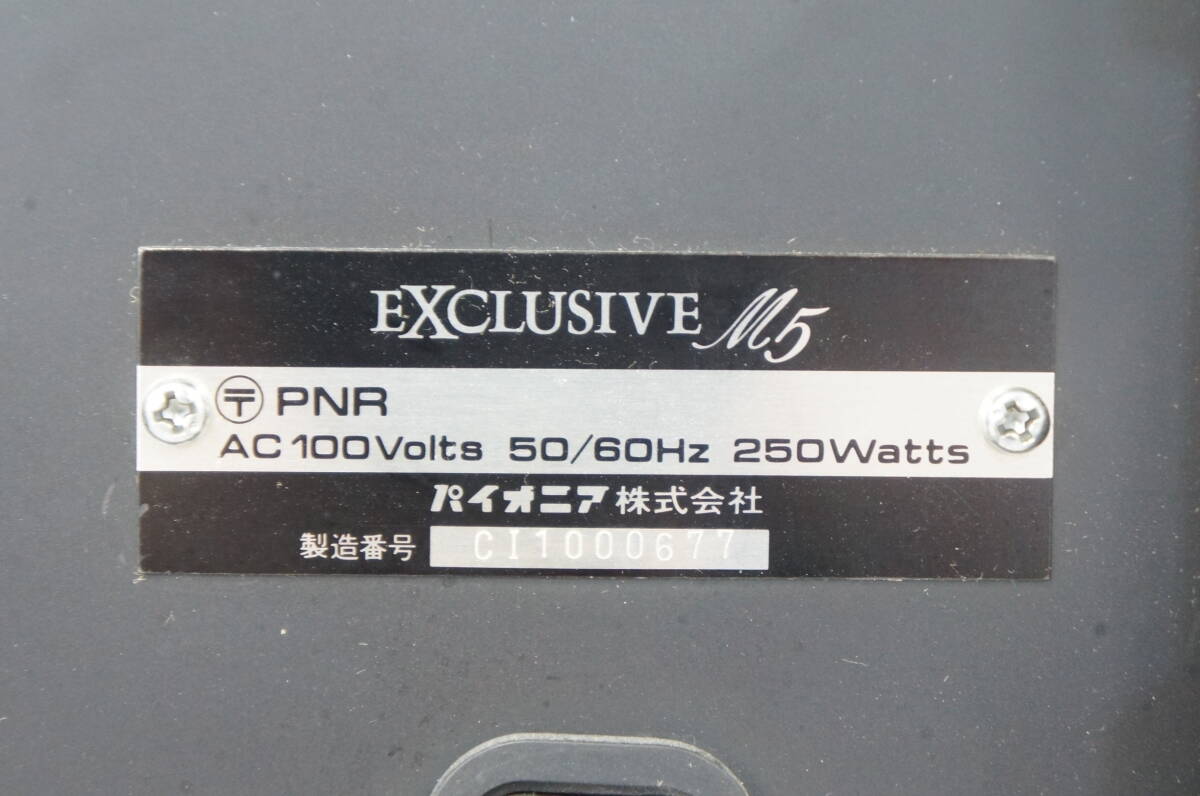 EXCLUSIVE M5
〒 PNR
AC 100Volts 50/60Hz 250Watts
パイオニア株式会社
製造番号 CI1000677